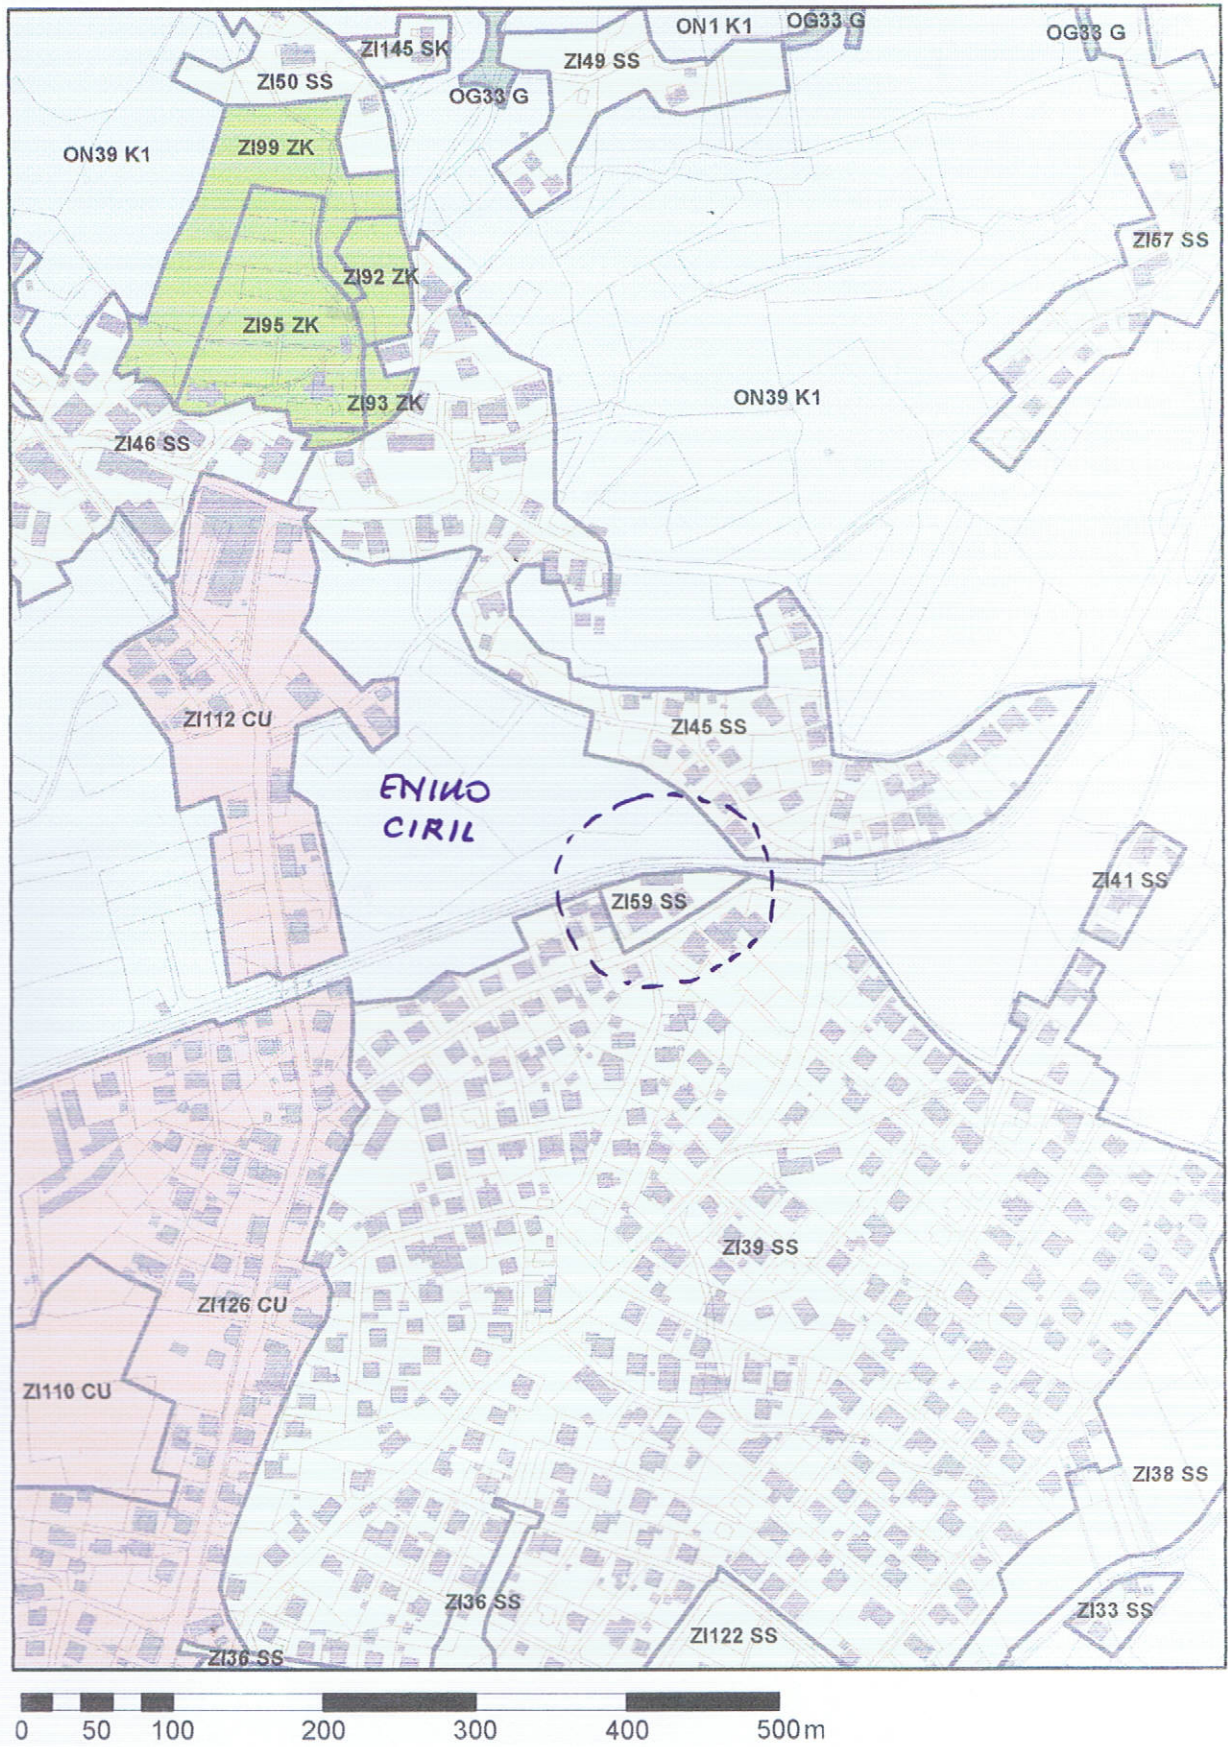 ON1 K1
OG33 G
OG33 G
ZI145 SK
ZI49 SS
ZI50 SS
OG33 G
ZI99 ZK
ON39 K1
ZI57 SS
ZI92 ZK
ZI95 ZK
ON39 K1
ZI93 ZK
ZI46 SS
ZI112 CU
ZI45 SS
CIRIL
ZI41 SS
ZI59 SS
ZI39 SS
ZI126 CU
ZI110 CU
ZI38 SS
ZI36 SS
ZI33 SS
ZI122 SS
ZI36 SS
0 50 100 200 300 400 500m